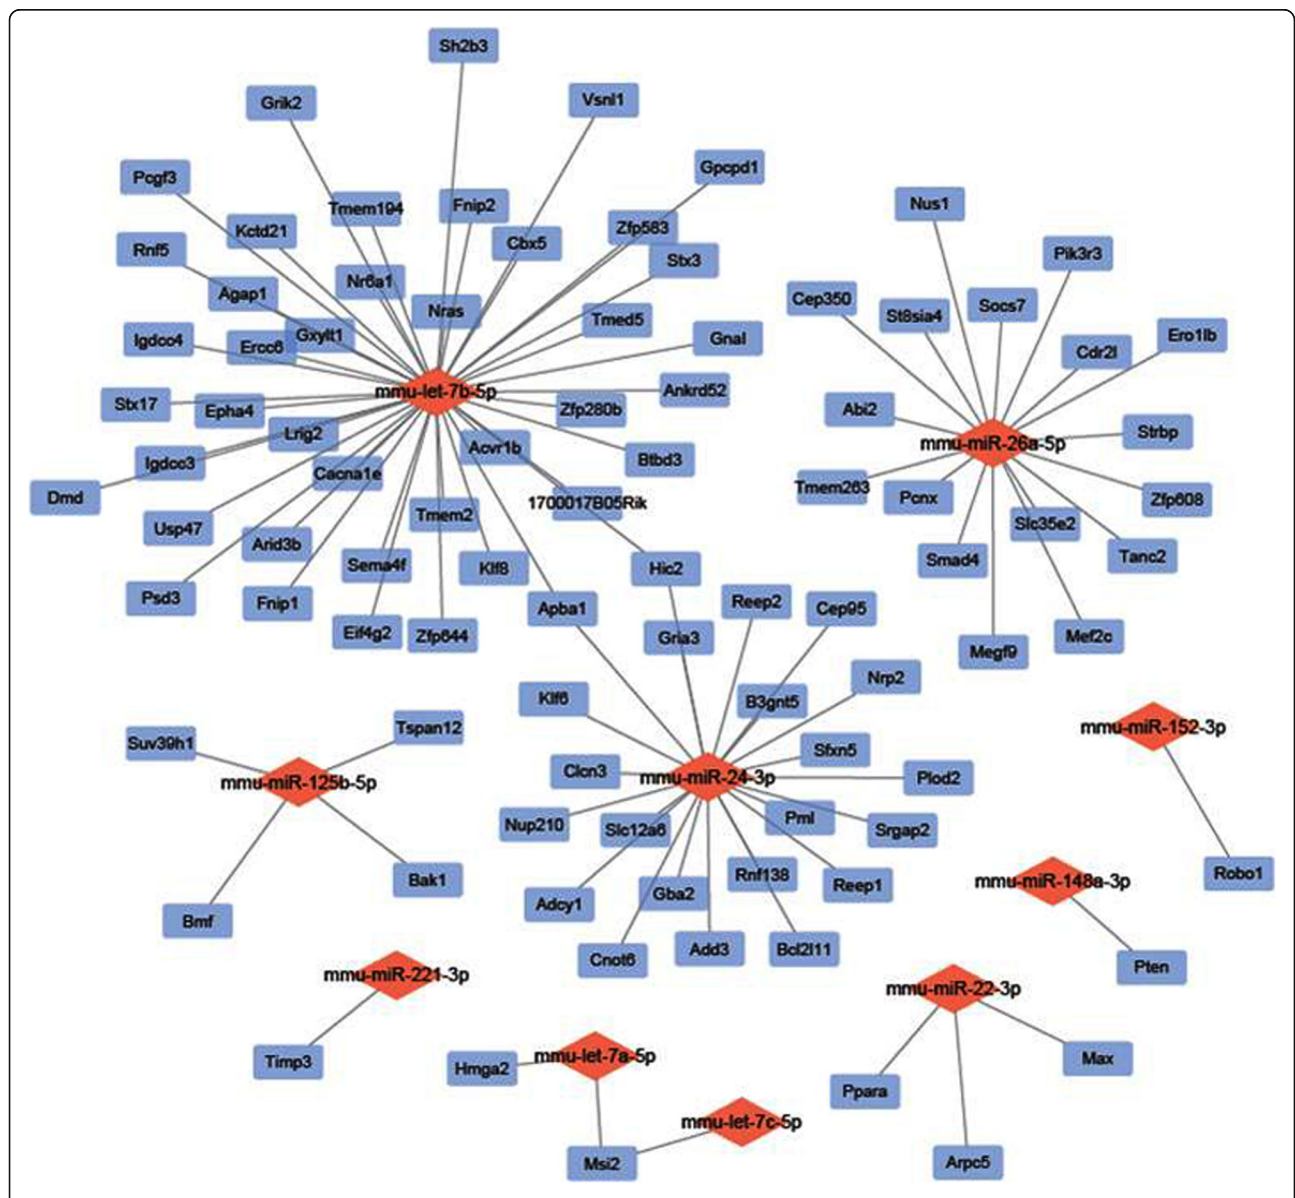 Sh2b3
Grik2
Vsnl1
Pcgf3
Gpcpd1
Tmem194
Fnip2
Nus1
Kctd21
Zfp583
Cbx5
Rnf5
Stx3
Pik3r3
Nr6a1
Agap1
Cep350
Socs7
Nras
St8sia4
Tmed5
Gxylt1
Ero1lb
Igdcc4
Ercc6
Gnal
Cdr2l
mmu-let-7b-5p
Ankrd52
Stx17
Epha4
Zfp280b
Abi2
Lrig2
Strbp
mmu-miR-26a-5p
Acvr1b
Igdcc3
Btbd3
Cacna1e
Tmem263
Dmd
Pcnx
Zfp608
1700017B05Rik
Tmem2
Slc35e2
Usp47
Arid3b
Tanc2
Smad4
Sema4f
Klf8
Hic2
Psd3
Fnip1
Reep2
Apba1
Cep95
Eif4g2
Zfp644
Gria3
Mef2c
Megf9
Nrp2
Klf6
B3gnt5
Tspan12
mmu-miR-152-3p
Suv39h1
Sfxn5
Clcn3
mmu-miR-24-3p
Plod2
mmu-miR-125b-5p
Pml
Nup210
Slc12a6
Srgap2
Rnf138
Robo1
Bak1
mmu-miR-148a-3p
Reep1
Gba2
Adcy1
Bmf
Add3
Bcl2l11
Cnot6
Pten
mmu-miR-221-3p
mmu-miR-22-3p
mmu-let-7a-5p
Max
Timp3
Hmga2
Ppara
mmu-let-7c-5p
Msi2
Arpc5